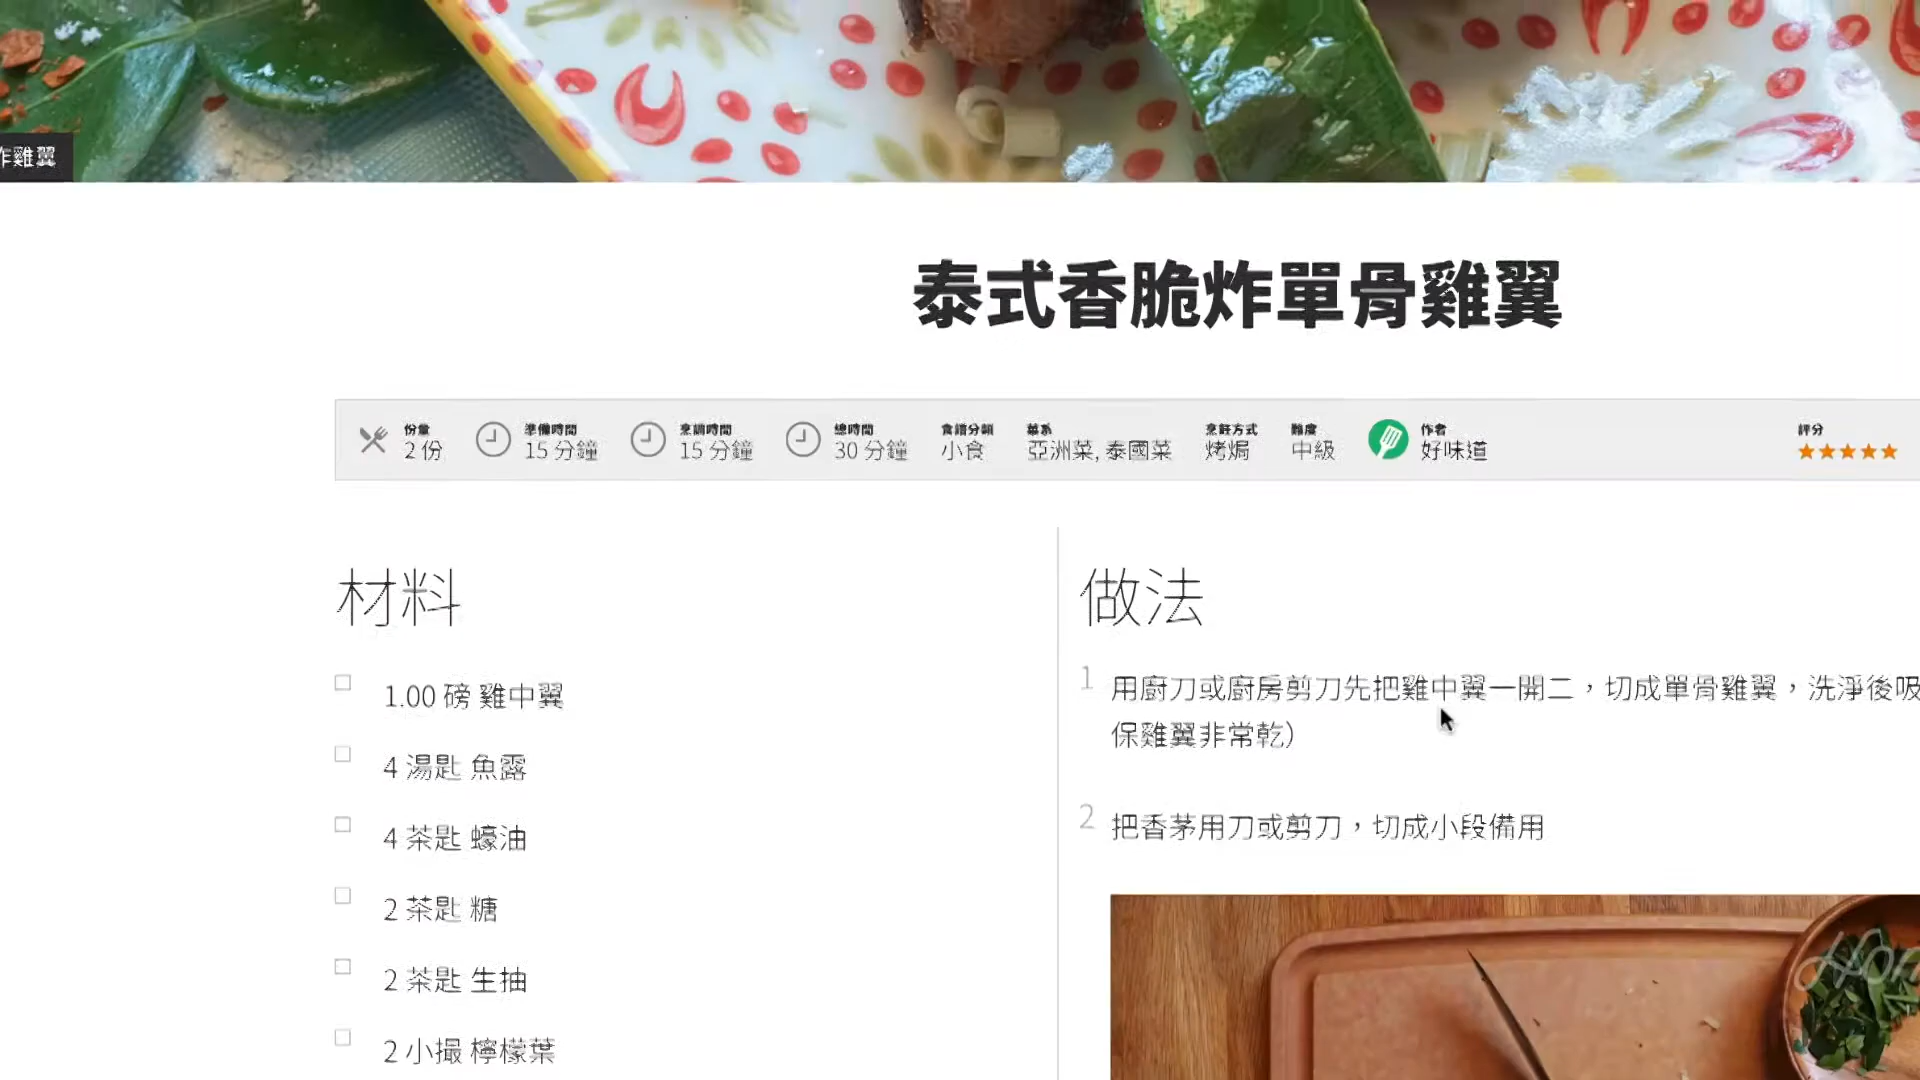 作雞翼
泰式香脆炸單骨雞翼
份量 準備時間 烹調時間 總時間 食譜分類 菜系 烹飪方式 難度 作者 評分
2 份 15 分鐘 15 分鐘 30 分鐘 小食 亞洲菜, 泰國菜 烤焗 中級 好味道
材料
1.00 磅 雞中翼
4 湯匙 魚露
4 茶匙 蠔油
2 茶匙 糖
2 茶匙 生抽
2 小撮 檸檬葉
做法
1 用廚刀或廚房剪刀先把雞中翼一開二，切成單骨雞翼，洗淨後吸
保雞翼非常乾）
2 把香茅用刀或剪刀，切成小段備用